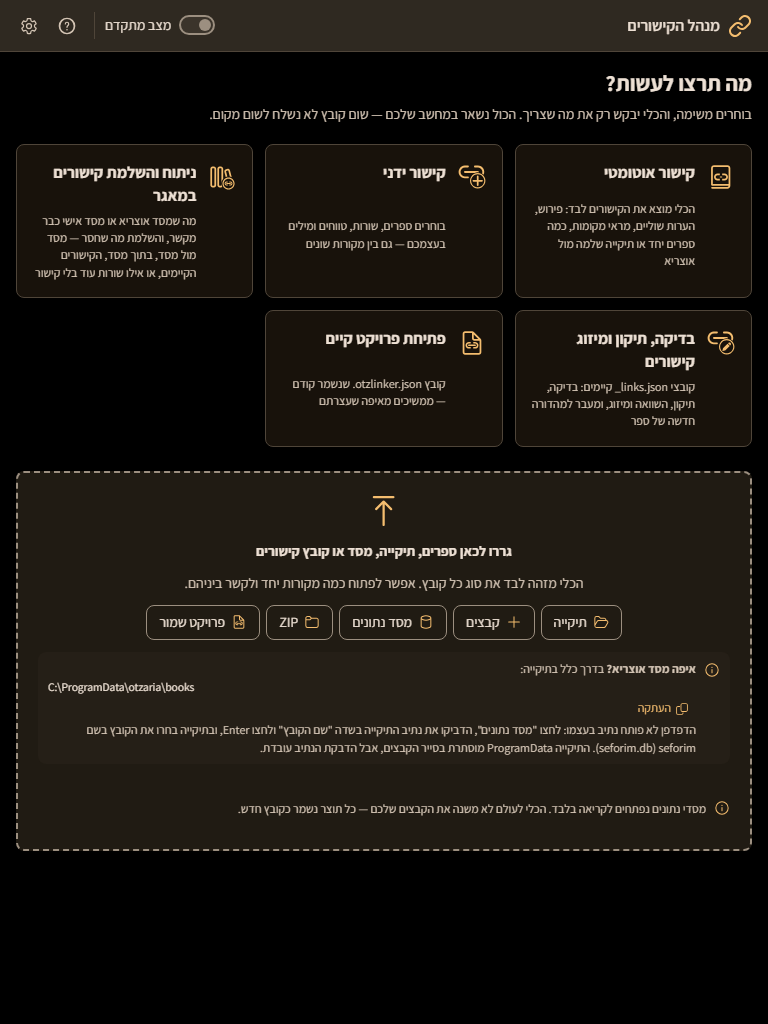 מנהל הקישורים
מצב מתקדם
מה תרצו לעשות?
בוחרים משימה, והכלי יבקש רק את מה שצריך. הכול נשאר במחשב שלכם — שום קובץ לא נשלח לשום מקום.
קישור אוטומטי
הכלי מוצא את הקישורים לבד: פירוש,
הערות שוליים, מראי מקומות, כמה
ספרים יחד או תיקייה שלמה מול
אוצריא
קישור ידני
בוחרים ספרים, שורות, טווחים ומילים
בעצמכם — גם בין מקורות שונים
ניתוח והשלמת קישורים
במאגר
מה שמסד אוצריא או מסד אישי כבר
מקשר, והשלמת מה שחסר — מסד
מול מסד, בתוך מסד, הקישורים
הקיימים, או אילו שורות עוד בלי קישור
בדיקה, תיקון ומיזוג
קישורים
קובצי links.json_ קיימים: בדיקה,
תיקון, השוואה ומיזוג, ומעבר למהדורה
חדשה של ספר
פתיחת פרויקט קיים
קובץ otzlinker.json. שנשמר קודם
— ממשיכים מאיפה שעצרתם
גררו לכאן ספרים, תיקייה, מסד או קובץ קישורים
הכלי מזהה לבד את סוג כל קובץ. אפשר לפתוח כמה מקורות יחד ולקשר ביניהם.
תיקייה
קבצים
מסד נתונים
ZIP
פרויקט שמור
איפה מסד אוצריא? בדרך כלל בתיקייה:
C:\ProgramData\otzaria\books
העתקה
הדפדפן לא פותח נתיב בעצמו: לחצו "מסד נתונים", הדביקו את נתיב התיקייה בשדה "שם הקובץ" ולחצו Enter, ובתיקייה בחרו את הקובץ בשם
seforim (seforim.db). התיקייה ProgramData מוסתרת בסייר הקבצים, אבל הדבקת הנתיב עובדת.
מסדי נתונים נפתחים לקריאה בלבד. הכלי לעולם לא משנה את הקבצים שלכם — כל תוצר נשמר כקובץ חדש.